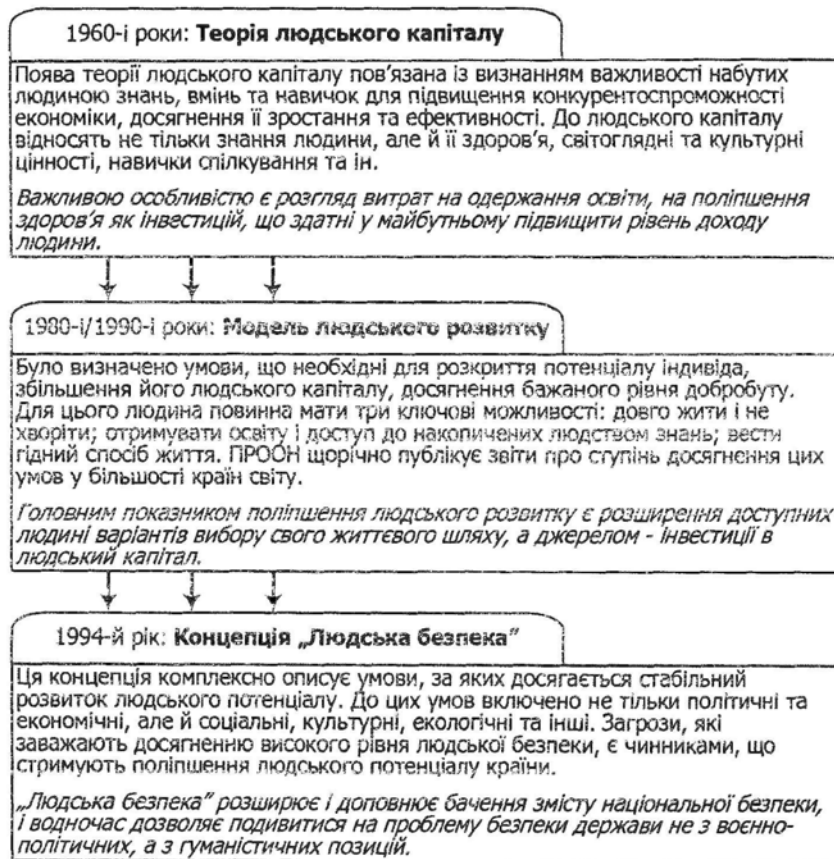 1960-і роки: Теорія людського капіталу
Поява теорії людського капіталу пов'язана із визнанням важливості набутих
людиною знань, вмінь та навичок для підвищення конкурентоспроможності
економіки, досягнення її зростання та ефективності. До людського капіталу
відносять не тільки знання людини, але й її здоров'я, світоглядні та культурні
цінності, навички спілкування та ін.
Важливою особливістю є розгляд витрат на одержання освіти, на поліпшення
здоров'я як інвестицій, що здатні у майбутньому підвищити рівень доходу
людини.
1980-і/1990-і роки: Модель людського розвитку
Було визначено умови, що необхідні для розкриття потенціалу індивіда,
збільшення його людського капіталу, досягнення бажаного рівня добробуту.
Для цього людина повинна мати три ключові можливості: довго жити і не
хворіти; отримувати освіту і доступ до накопичених людством знань; вести
гідний спосіб життя. ПРООН щорічно публікує звіти про ступінь досягнення цих
умов у більшості країн світу.
Головним показником поліпшення людського розвитку є розширення доступних
людині варіантів вибору свого життєвого шляху, а джерелом - інвестиції в
людський капітал.
1994-й рік: Концепція „Людська безпека”
Ця концепція комплексно описує умови, за яких досягається стабільний
розвиток людського потенціалу. До цих умов включено не тільки політичні та
економічні, але й соціальні, культурні, екологічні та інші. Загрози, які
заважають досягненню високого рівня людської безпеки, є чинниками, що
стримують поліпшення людського потенціалу країни.
„Людська безпека” розширює і доповнює бачення змісту національної безпеки,
і водночас дозволяє подивитися на проблему безпеки держави не з воєнно-
політичних, а з гуманістичних позицій.